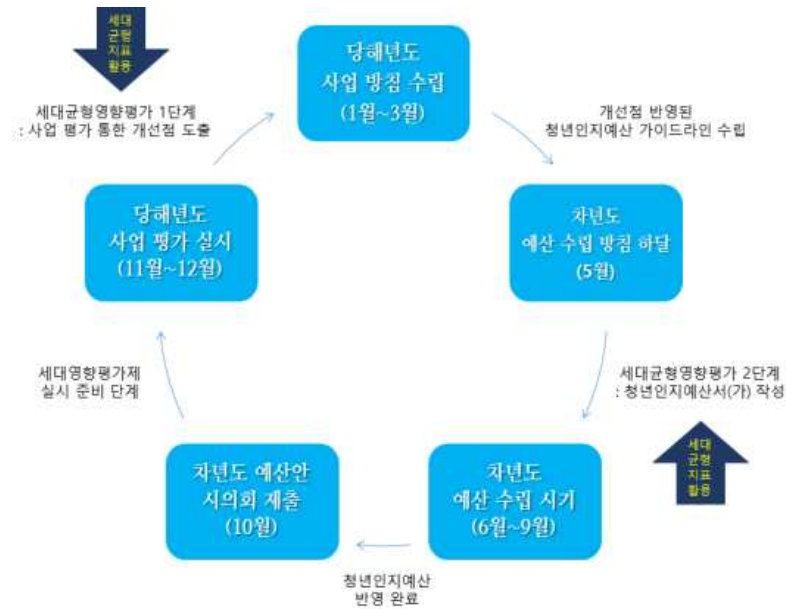 세대
균형
지표
활용
당해년도
사업 방침 수립
(1월~3월)
세대균형영향평가 1단계
: 사업 평가 통한 개선점 도출
개선점 반영된
청년인지예산 가이드라인 수립
당해년도
사업 평가 실시
(11월~12월)
차년도
예산 수립 방침 하달
(5월)
세대영향평가제
실시 준비 단계
세대균형영향평가 2단계
: 청년인지예산서(가) 작성
차년도 예산안
시의회 제출
(10월)
차년도
예산 수립 시기
(6월~9월)
세대
균형
지표
활용
청년인지예산
반영 완료